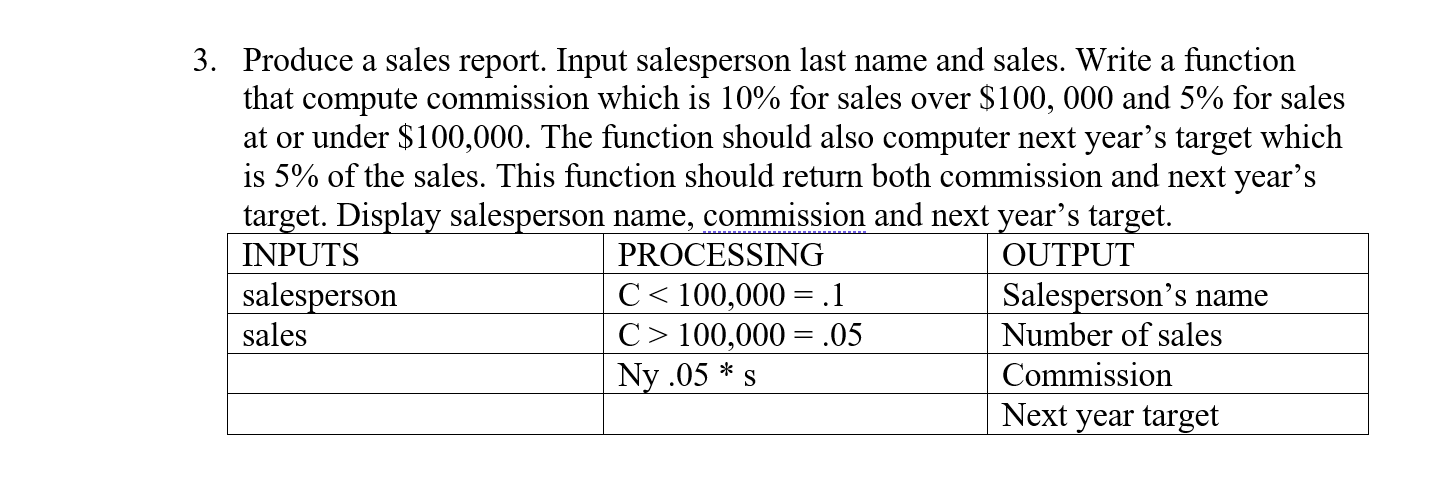 3. Produce a sales report. Input salesperson last name and sales. Write a function
that compute commission which is 10% for sales over $100, 000 and 5% for sales
at or under $100,000. The function should also computer next year’s target which
is 5% of the sales. This function should return both commission and next year’s
target. Display salesperson name, commission and next year’s target.
INPUTS PROCESSING OUTPUT
salesperson C < 100,000 = .1 Salesperson’s name
sales C > 100,000 = .05 Number of sales
Ny .05 * s Commission
Next year target